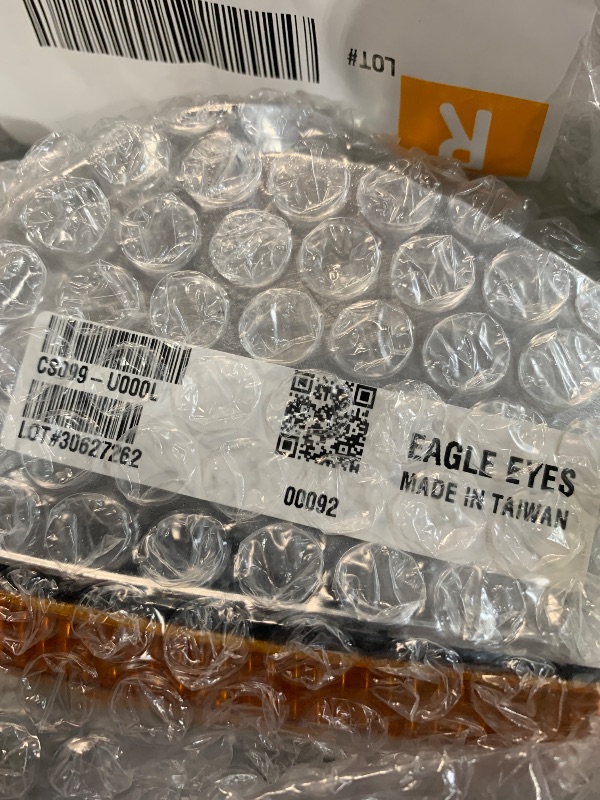 LOT#
R
CS099-U000L
LOT#30627262
00092
EAGLE EYES
MADE IN TAIWAN